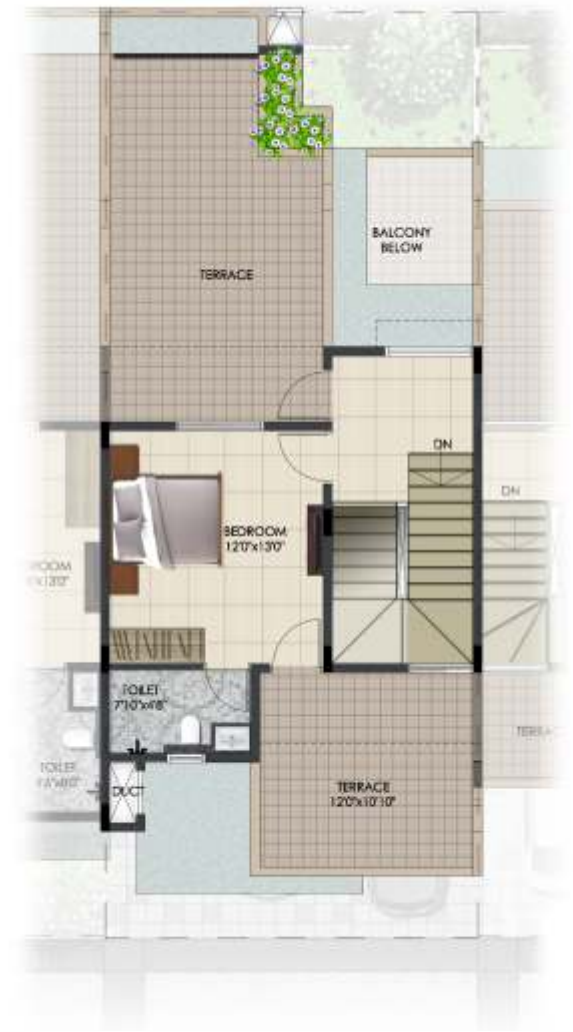 BALCONY
BELOW
TERRACE
DN
DN
BEDROOM
12'0"x13'0"
TOILET
7'10"x4'8"
TOILET
DUCT
TERRACE
12'0"x10'10"